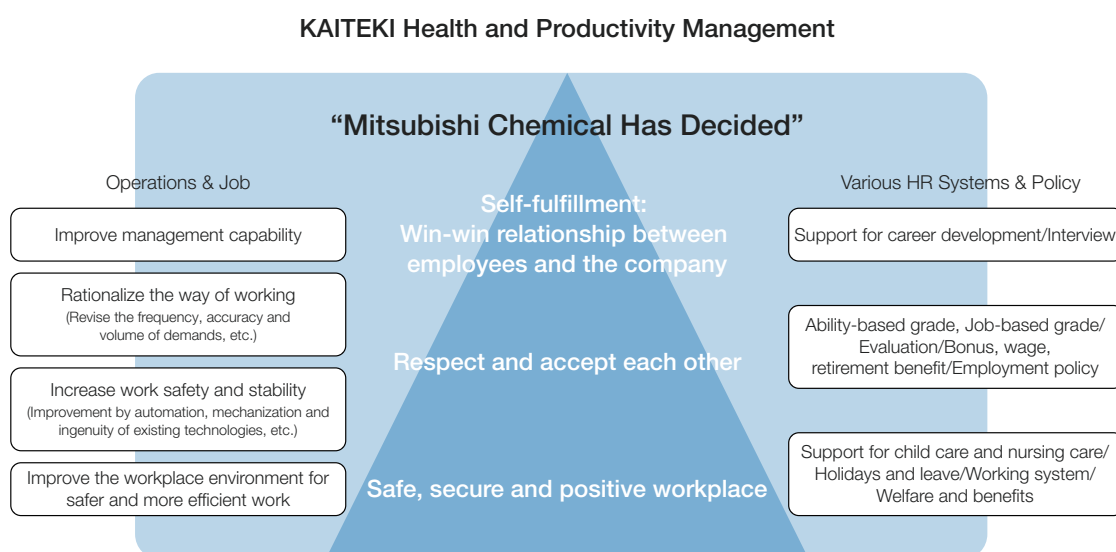 KAITEKI Health and Productivity Management
“Mitsubishi Chemical Has Decided”
Operations & Job
Improve management capability
Rationalize the way of working
(Revise the frequency, accuracy and
volume of demands, etc.)
Increase work safety and stability
(Improvement by automation, mechanization and
ingenuity of existing technologies, etc.)
Improve the workplace environment for
safer and more efficient work
Self-fulfillment:
Win-win relationship between
employees and the company
Respect and accept each other
Safe, secure and positive workplace
Various HR Systems & Policy
Support for career development/Interview
Ability-based grade, Job-based grade/
Evaluation/Bonus, wage,
retirement benefit/Employment policy
Support for child care and nursing care/
Holidays and leave/Working system/
Welfare and benefits